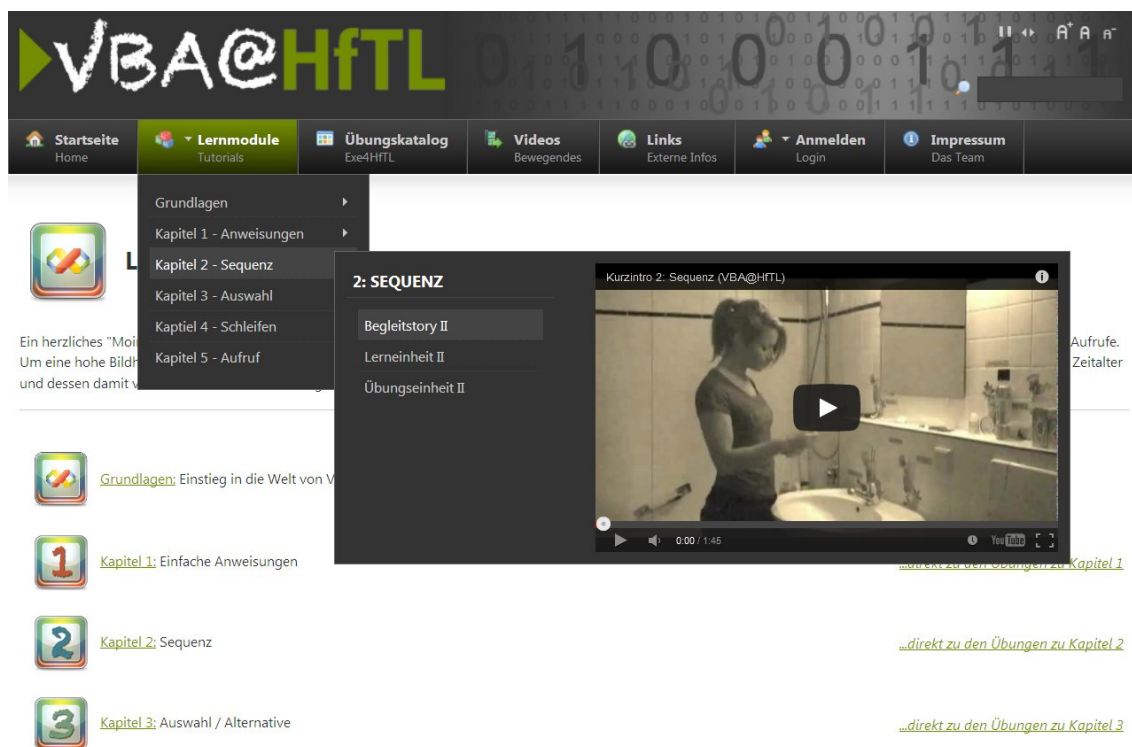 VBA@HfTL
A+ A A-
Startseite
Home
Lernmodule
Tutorials
Übungskatalog
Exe4HfTL
Videos
Bewegendes
Links
Externe Infos
Anmelden
Login
Impressum
Das Team
Grundlagen
Kapitel 1 - Anweisungen
Kapitel 2 - Sequenz
Kapitel 3 - Auswahl
Kaptiel 4 - Schleifen
Kapitel 5 - Aufruf
2: SEQUENZ
Begleitstory II
Lerneinheit II
Übungseinheit II
Kurzintro 2: Sequenz (VBA@HfTL)
0:00 / 1:45
YouTube
L
Ein herzliches "Moi
Aufrufe.
Um eine hohe Bildh
Zeitalter
und dessen damit
Grundlagen: Einstieg in die Welt von V
Kapitel 1: Einfache Anweisungen
...direkt zu den Übungen zu Kapitel 1
Kapitel 2: Sequenz
...direkt zu den Übungen zu Kapitel 2
Kapitel 3: Auswahl / Alternative
...direkt zu den Übungen zu Kapitel 3